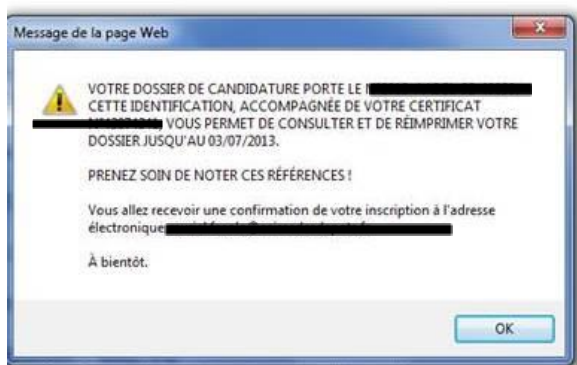 Message de la page Web
VOTRE DOSSIER DE CANDIDATURE PORTE LE
CETTE IDENTIFICATION, ACCOMPAGNÉE DE VOTRE CERTIFICAT
VOUS PERMET DE CONSULTER ET DE RÉIMPRIMER VOTRE
DOSSIER JUSQU'AU 03/07/2013.
PRENEZ SOIN DE NOTER CES RÉFÉRENCES !
Vous allez recevoir une confirmation de votre inscription à l'adresse
électronique
À bientôt.
OK